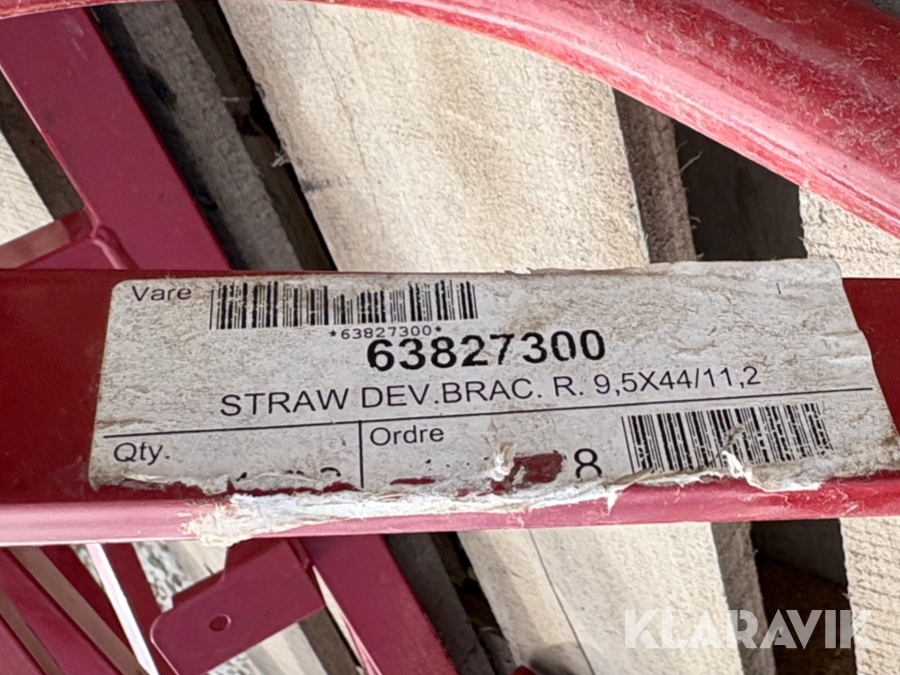 Vare
*63827300*
63827300
STRAW DEV.BRAC. R. 9,5X44/11,2
Qty.
Ordre
8
KLARAVIK